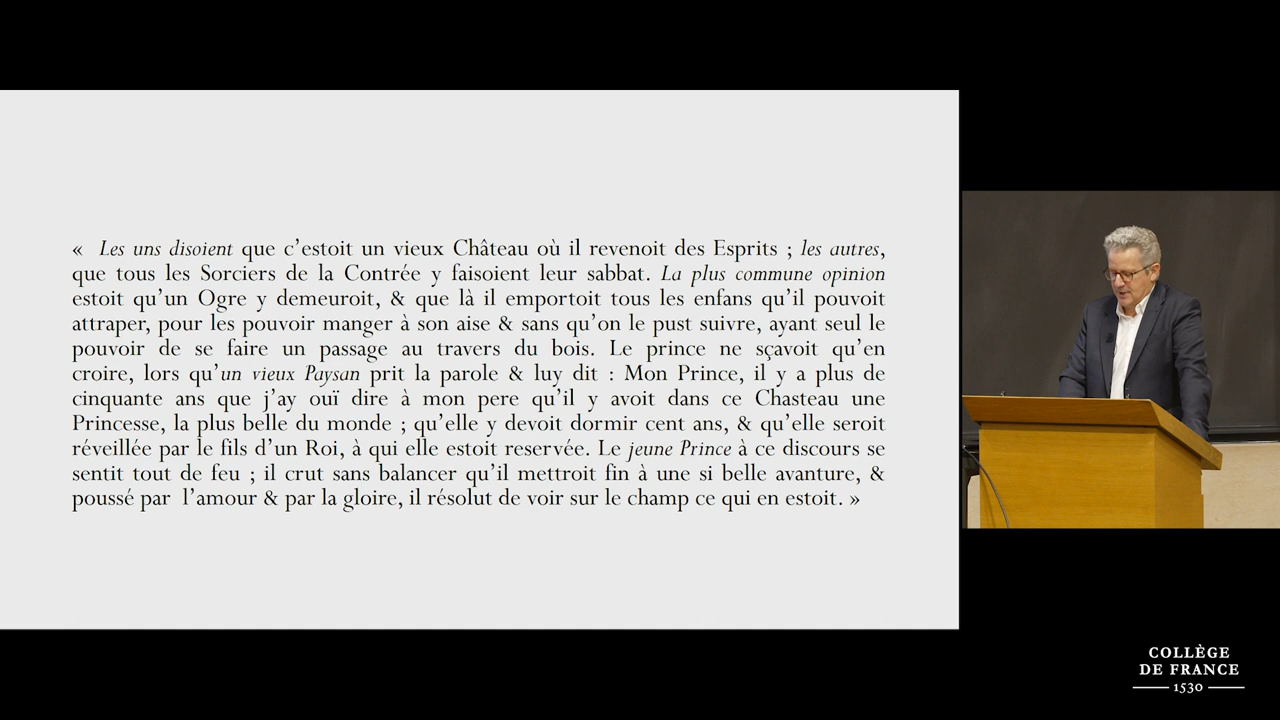 « Les uns disoient que c’estoit un vieux Château où il revenoit des Esprits ; les autres,
que tous les Sorciers de la Contrée y faisoient leur sabbat. La plus commune opinion
estoit qu’un Ogre y demeuroit, & que là il emportoit tous les enfans qu’il pouvoit
attraper, pour les pouvoir manger à son aise & sans qu’on le pust suivre, ayant seul le
pouvoir de se faire un passage au travers du bois. Le prince ne sçavoit qu’en
croire, lors qu’un vieux Paysan prit la parole & luy dit : Mon Prince, il y a plus de
cinquante ans que j’ay ouï dire à mon pere qu’il y avoit dans ce Chasteau une
Princesse, la plus belle du monde ; qu’elle y devoit dormir cent ans, & qu’elle seroit
réveillée par le fils d’un Roi, à qui elle estoit reservée. Le jeune Prince à ce discours se
sentit tout de feu ; il crut sans balancer qu’il mettroit fin à une si belle avanture, &
poussé par l’amour & par la gloire, il résolut de voir sur le champ ce qui en estoit. »
COLLÈGE
DE FRANCE
1530